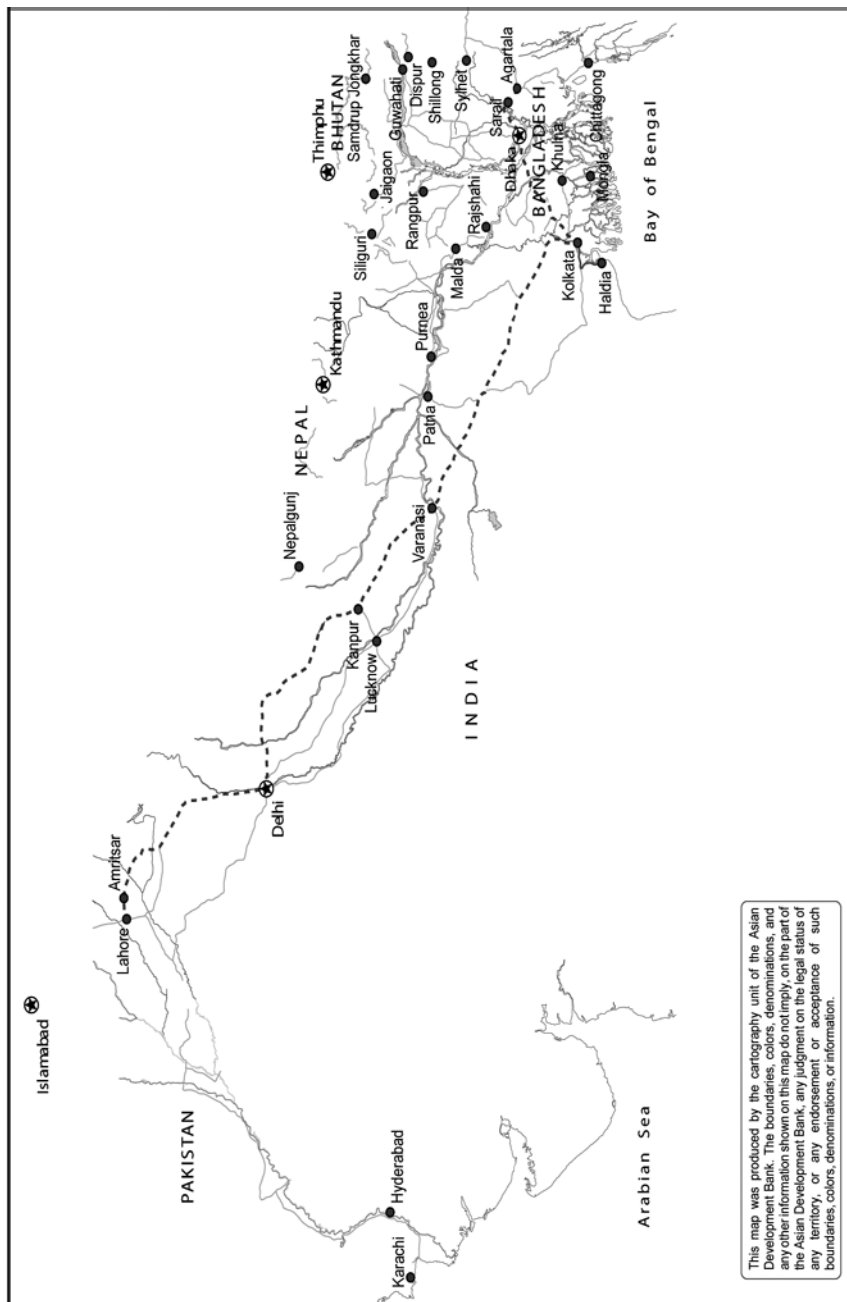 Islamabad
PAKISTAN
Lahore
Amritsar
Delhi
Hyderabad
Karachi
Arabian Sea
INDIA
Kanpur
Lucknow
Nepalgunj
NEPAL
Kathmandu
Varanasi
Patna
Purnea
Siliguri
Jaigaon
Thimphu
BHUTAN
Samdrup Jongkhar
Guwahati
Dispur
Shillong
Sylhet
Rangpur
Rajshahi
Malda
Sarail
Agartala
Dhaka
BANGLADESH
Khulna
Mongla
Chittagong
Kolkata
Haldia
Bay of Bengal
This map was produced by the cartography unit of the Asian
Development Bank. The boundaries, colors, denominations, and
any other information shown on this map do not imply, on the part of
the Asian Development Bank, any judgment on the legal status of
any territory, or any endorsement or acceptance of such
boundaries, colors, denominations, or information.